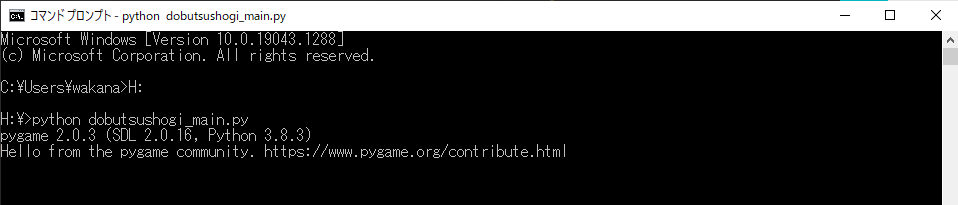 コマンド プロンプト - python  dobutsushogi_main.py
Microsoft Windows [Version 10.0.19043.1288]
(c) Microsoft Corporation. All rights reserved.
C:¥Users¥wakana>H:
H:¥>python dobutsushogi_main.py
pygame 2.0.3 (SDL 2.0.16, Python 3.8.3)
Hello from the pygame community. https://www.pygame.org/contribute.html